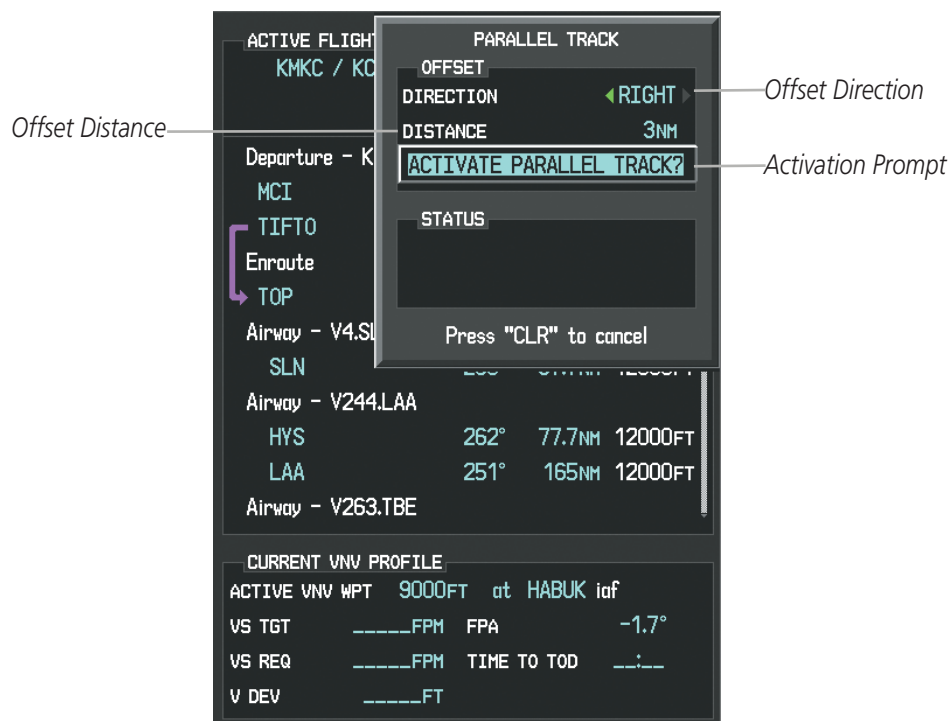 ACTIVE FLIGHT
KMKC / KC
PARALLEL TRACK
OFFSET
DIRECTION RIGHT
Offset Direction
Offset Distance
DISTANCE 3NM
ACTIVATE PARALLEL TRACK?
Activation Prompt
STATUS
Press "CLR" to cancel
Departure - K
MCI
TIFTO
Enroute
TOP
Airway - V4.SL
SLN
Airway - V244.LAA
HYS 262° 77.7NM 12000FT
LAA 251° 165NM 12000FT
Airway - V263.TBE
CURRENT VNV PROFILE
ACTIVE VNV WPT 9000FT at HABUK iaf
VS TGT _____FPM FPA -1.7°
VS REQ _____FPM TIME TO TOD __:__
V DEV _____FT